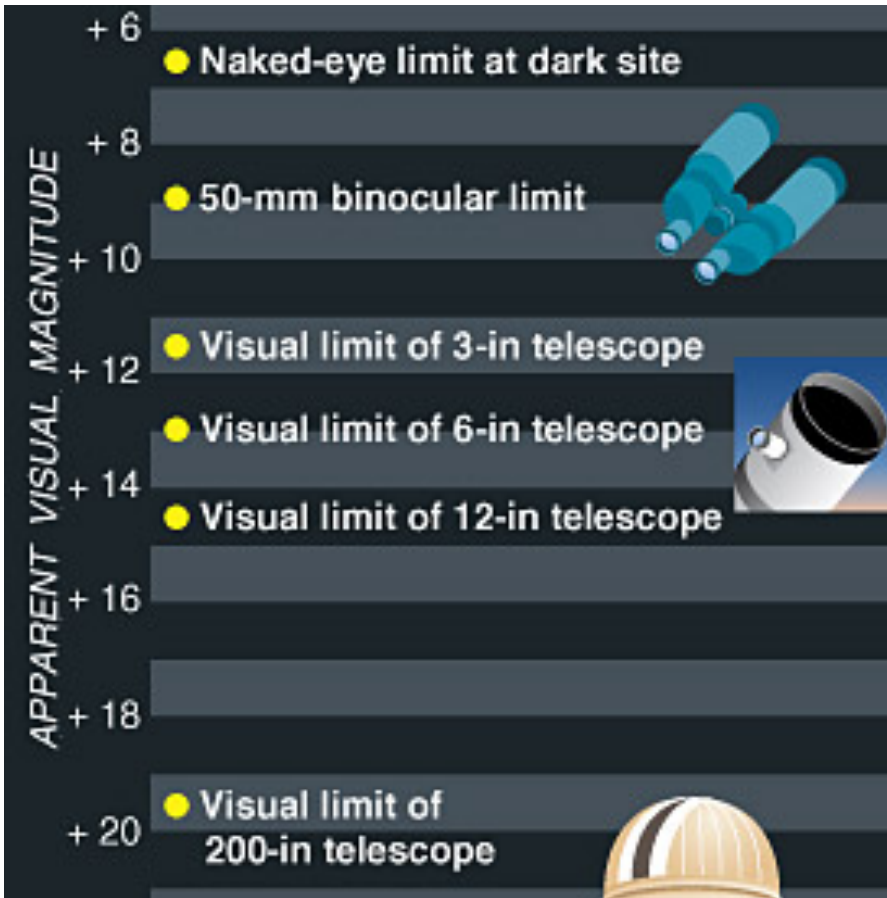 APPARENT VISUAL MAGNITUDE
+ 6
Naked-eye limit at dark site
+ 8
50-mm binocular limit
+ 10
Visual limit of 3-in telescope
+ 12
Visual limit of 6-in telescope
+ 14
Visual limit of 12-in telescope
+ 16
+ 18
Visual limit of
200-in telescope
+ 20